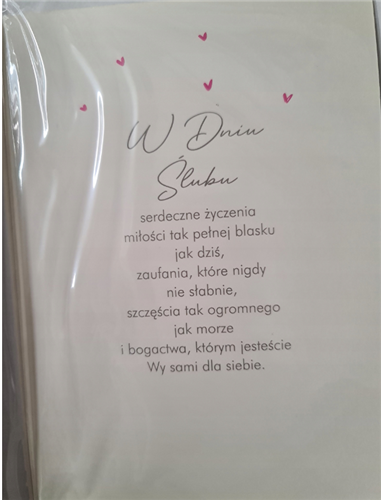 W Dniu
Ślubu
serdeczne życzenia
miłości tak pełnej blasku
jak dziś,
zaufania, które nigdy
nie słabnie,
szczęścia tak ogromnego
jak morze
i bogactwa, którym jesteście
Wy sami dla siebie.